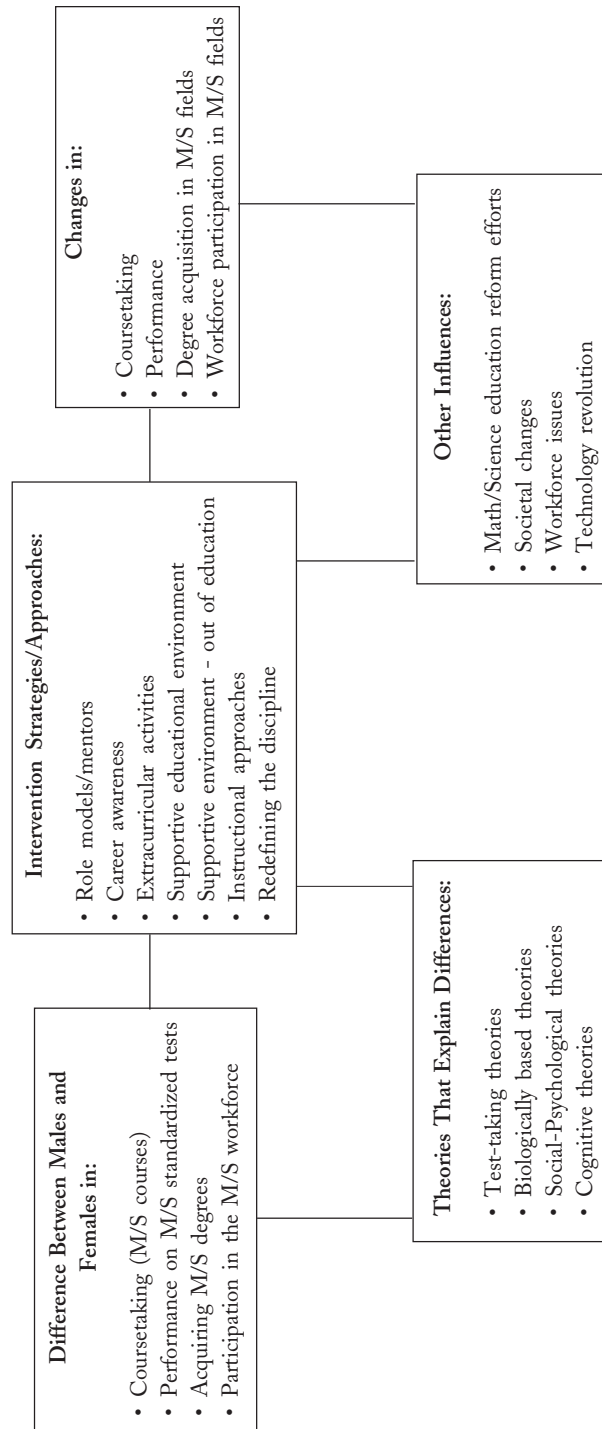 Difference Between Males and
Females in:
• Coursetaking (M/S courses)
• Performance on M/S standardized tests
• Acquiring M/S degrees
• Participation in the M/S workforce
Intervention Strategies/Approaches:
• Role models/mentors
• Career awareness
• Extracurricular activities
• Supportive educational environment
• Supportive environment - out of education
• Instructional approaches
• Redefining the discipline
Changes in:
• Coursetaking
• Performance
• Degree acquisition in M/S fields
• Workforce participation in M/S fields
Theories That Explain Differences:
• Test-taking theories
• Biologically based theories
• Social-Psychological theories
• Cognitive theories
Other Influences:
• Math/Science education reform efforts
• Societal changes
• Workforce issues
• Technology revolution